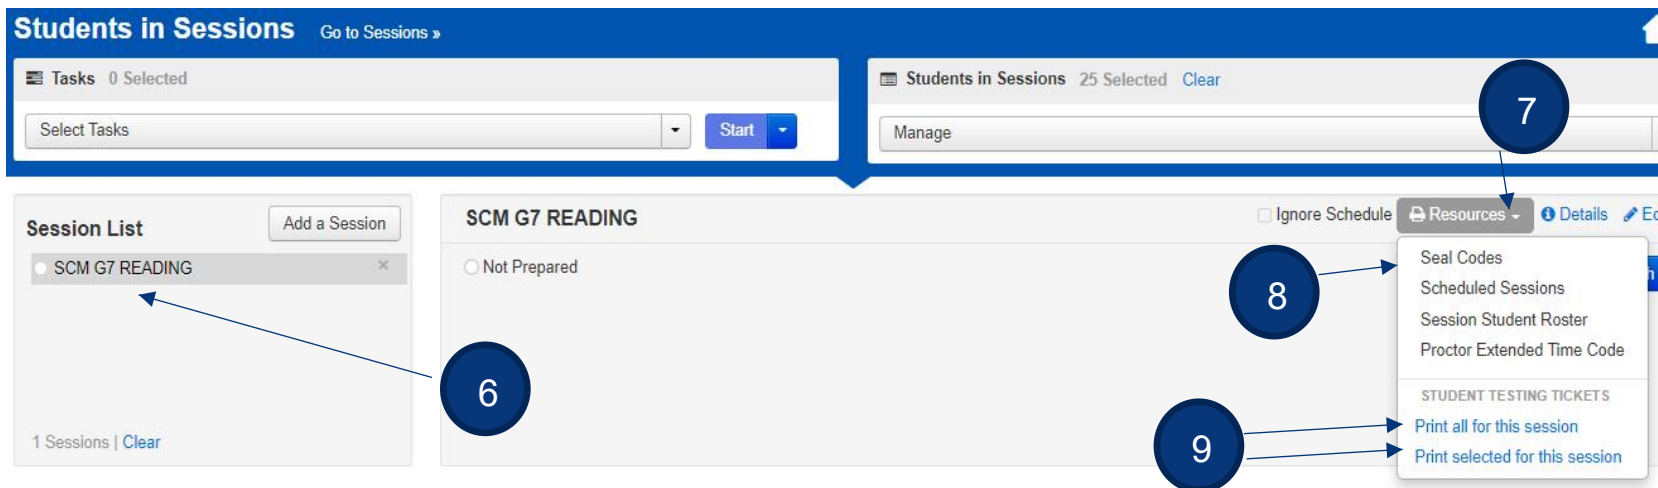 Students in Sessions Go to Sessions »
Tasks 0 Selected
Students in Sessions 25 Selected Clear
7
Select Tasks
Start
Manage
Session List
Add a Session
SCM G7 READING
Ignore Schedule
Resources
Details
SCM G7 READING ×
Not Prepared
Seal Codes
Scheduled Sessions
Session Student Roster
Proctor Extended Time Code
8
6
STUDENT TESTING TICKETS
Print all for this session
Print selected for this session
9
1 Sessions | Clear